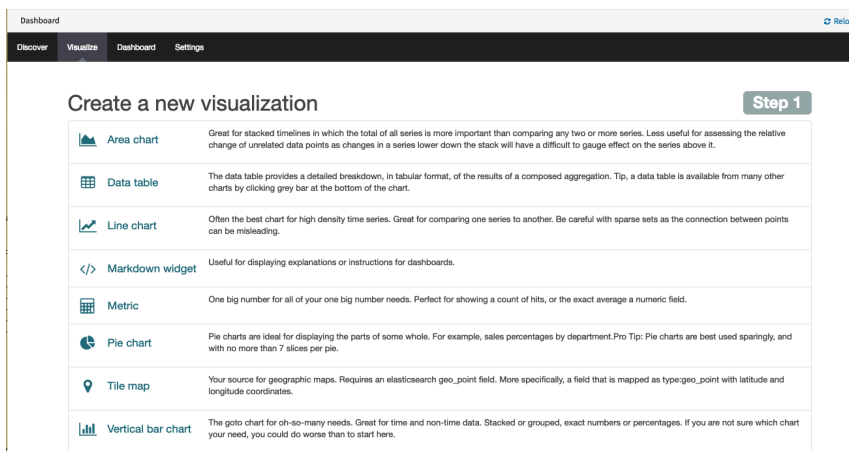 Dashboard
Discover Visualize Dashboard Settings
Create a new visualization Step 1
Area chart
Great for stacked timelines in which the total of all series is more important than comparing any two or more series. Less useful for assessing the relative
change of unrelated data points as changes in a series lower down the stack will have a difficult to gauge effect on the series above it.
Data table
The data table provides a detailed breakdown, in tabular format, of the results of a composed aggregation. Tip, a data table is available from many other
charts by clicking grey bar at the bottom of the chart.
Line chart
Often the best chart for high density time series. Great for comparing one series to another. Be careful with sparse sets as the connection between points
can be misleading.
Markdown widget
Useful for displaying explanations or instructions for dashboards.
Metric
One big number for all of your one big number needs. Perfect for showing a count of hits, or the exact average a numeric field.
Pie chart
Pie charts are ideal for displaying the parts of some whole. For example, sales percentages by department.Pro Tip: Pie charts are best used sparingly, and
with no more than 7 slices per pie.
Tile map
Your source for geographic maps. Requires an elasticsearch geo_point field. More specifically, a field that is mapped as type:geo_point with latitude and
longitude coordinates.
Vertical bar chart
The goto chart for oh-so-many needs. Great for time and non-time data. Stacked or grouped, exact numbers or percentages. If you are not sure which chart
your need, you could do worse than to start here.